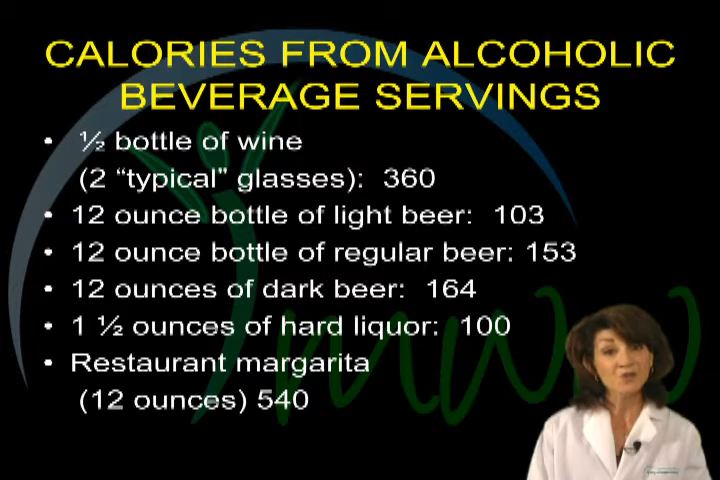 CALORIES FROM ALCOHOLIC
BEVERAGE SERVINGS
• ½ bottle of wine
(2 “typical” glasses): 360
• 12 ounce bottle of light beer: 103
• 12 ounce bottle of regular beer: 153
• 12 ounces of dark beer: 164
• 1 ½ ounces of hard liquor: 100
• Restaurant margarita
(12 ounces) 540
mww